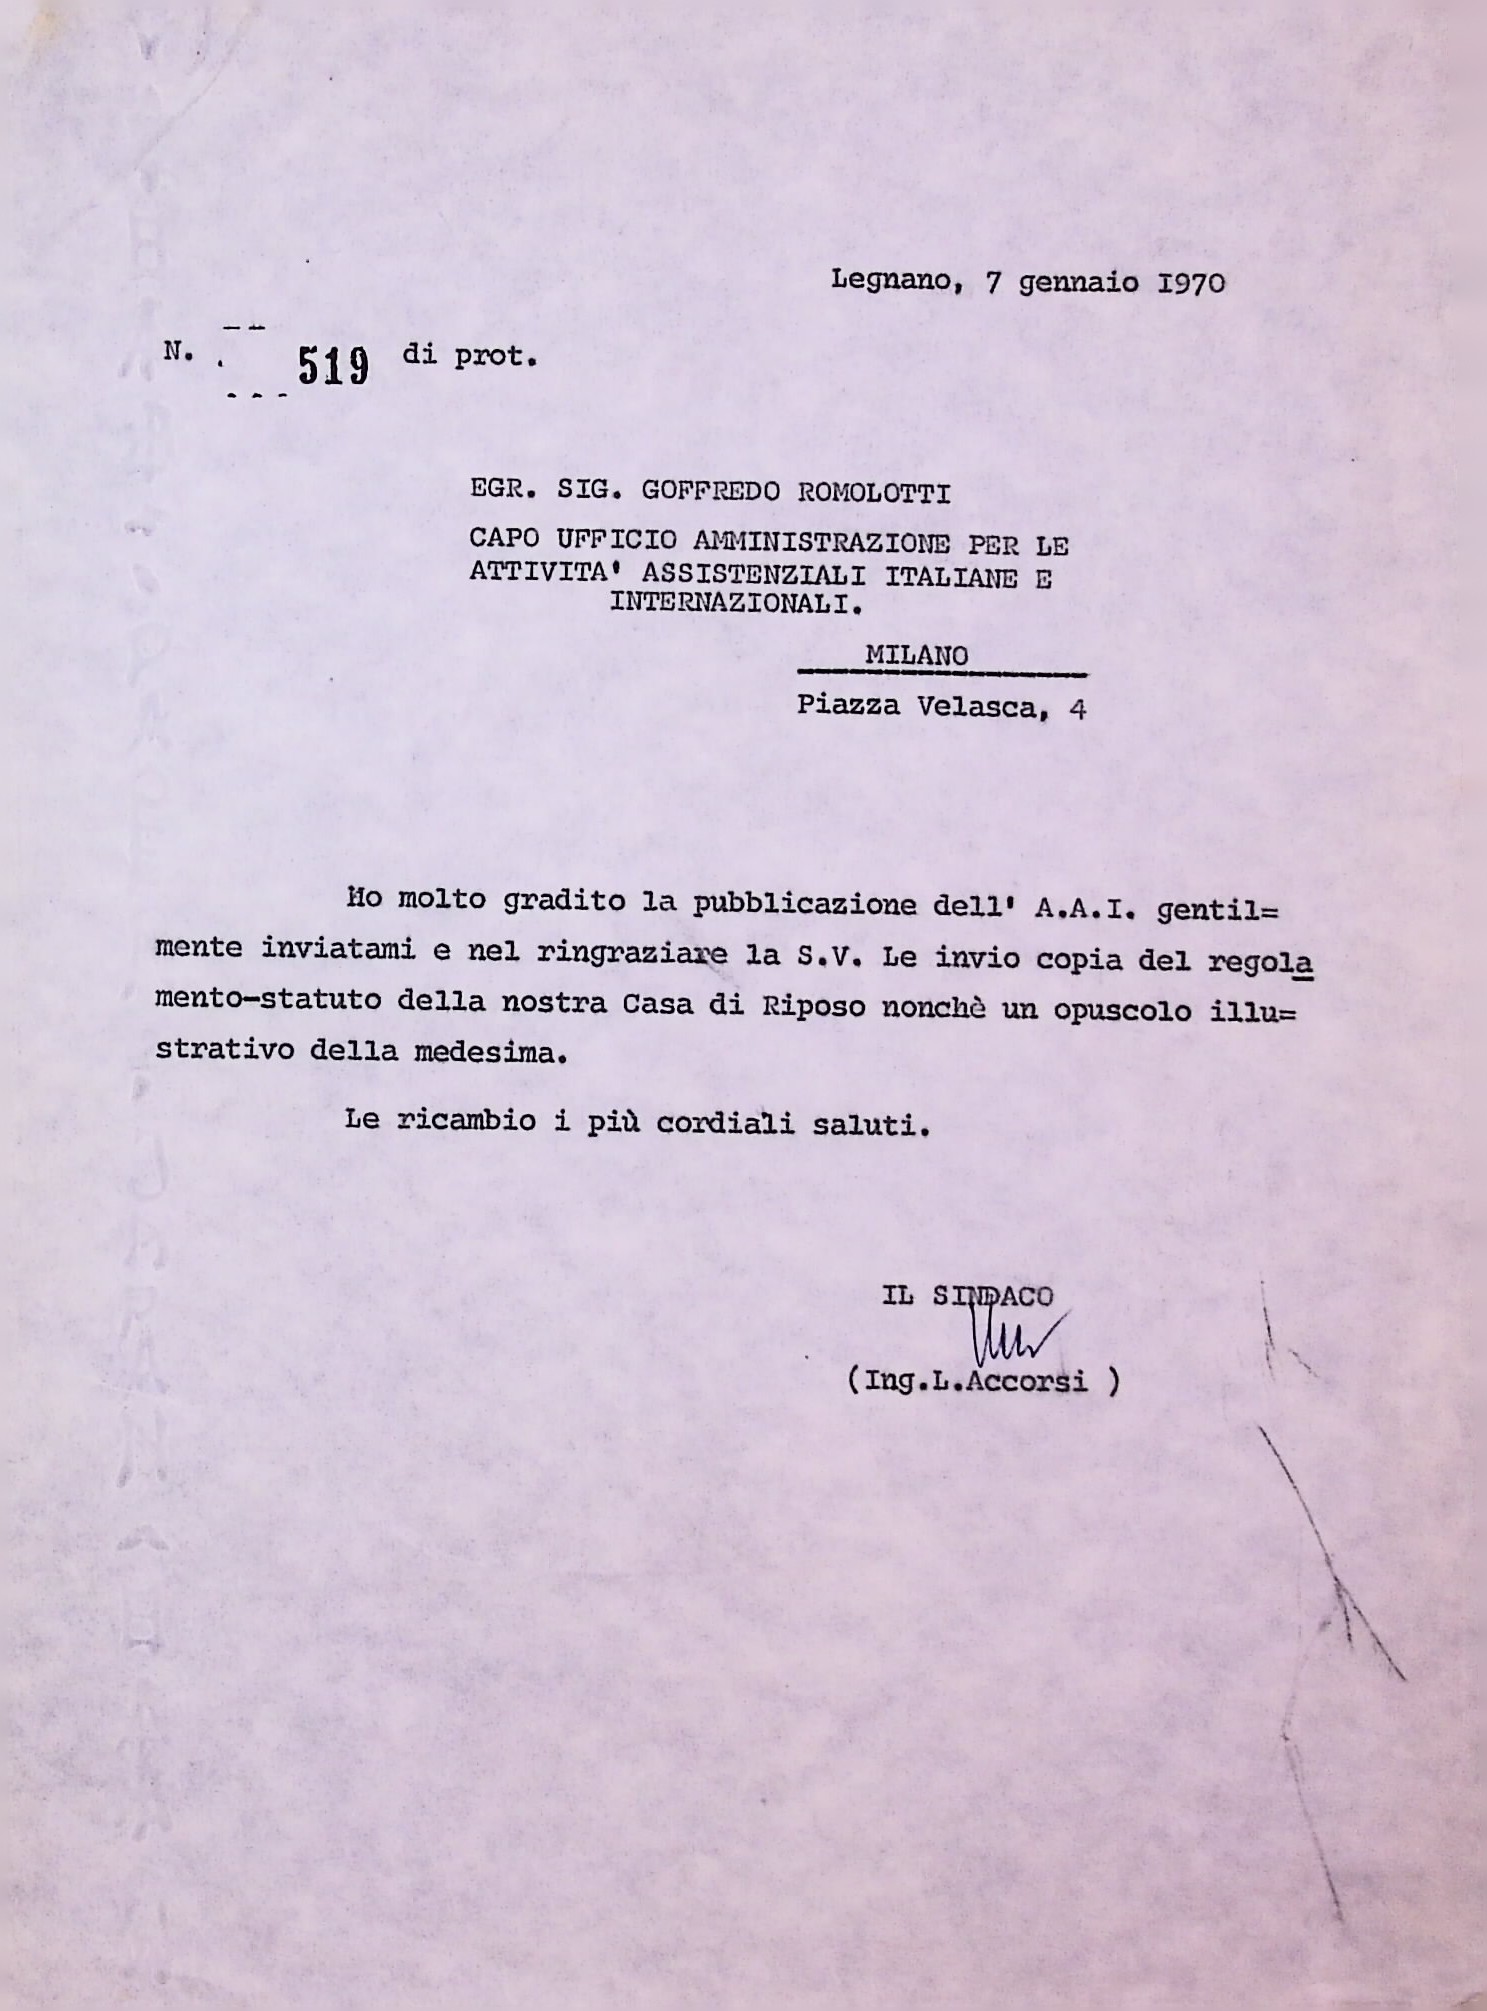 Legnano, 7 gennaio I970
N. 519 di prot.
EGR. SIG. GOFFREDO ROMOLOTTI
CAPO UFFICIO AMMINISTRAZIONE PER LE
ATTIVITA' ASSISTENZIALI ITALIANE E
INTERNAZIONALI.
MILANO
Piazza Velasca, 4
Ho molto gradito la pubblicazione dell' A.A.I. gentil=
mente inviatami e nel ringraziare la S.V. Le invio copia del regola
mento-statuto della nostra Casa di Riposo nonchè un opuscolo illu=
strativo della medesima.
Le ricambio i più cordiali saluti.
IL SINDACO
(Ing.L.Accorsi )